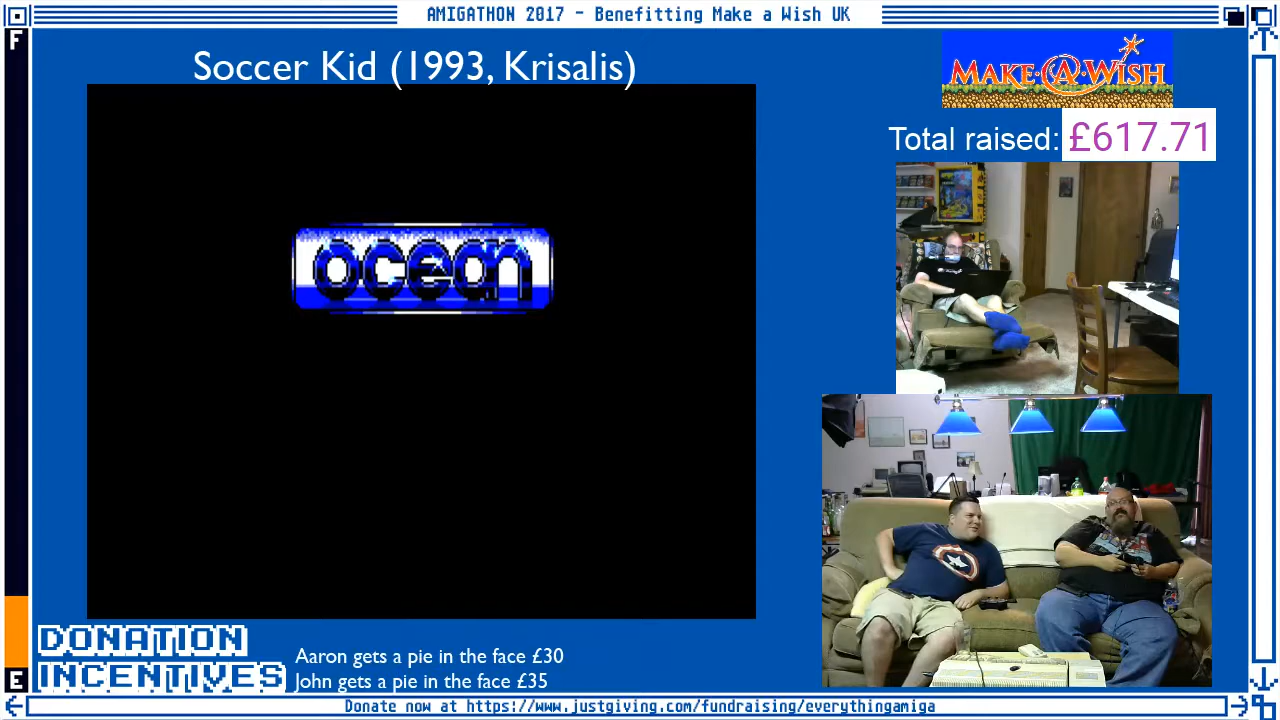 AMIGATHON 2017 - Benefitting Make a Wish UK
F
Soccer Kid (1993, Krisalis)
MAKE·A·WISH
Total raised: £617.71
ocean
DONATION
INCENTIVES
Aaron gets a pie in the face £30
John gets a pie in the face £35
E
Donate now at https://www.justgiving.com/fundraising/everythingamiga